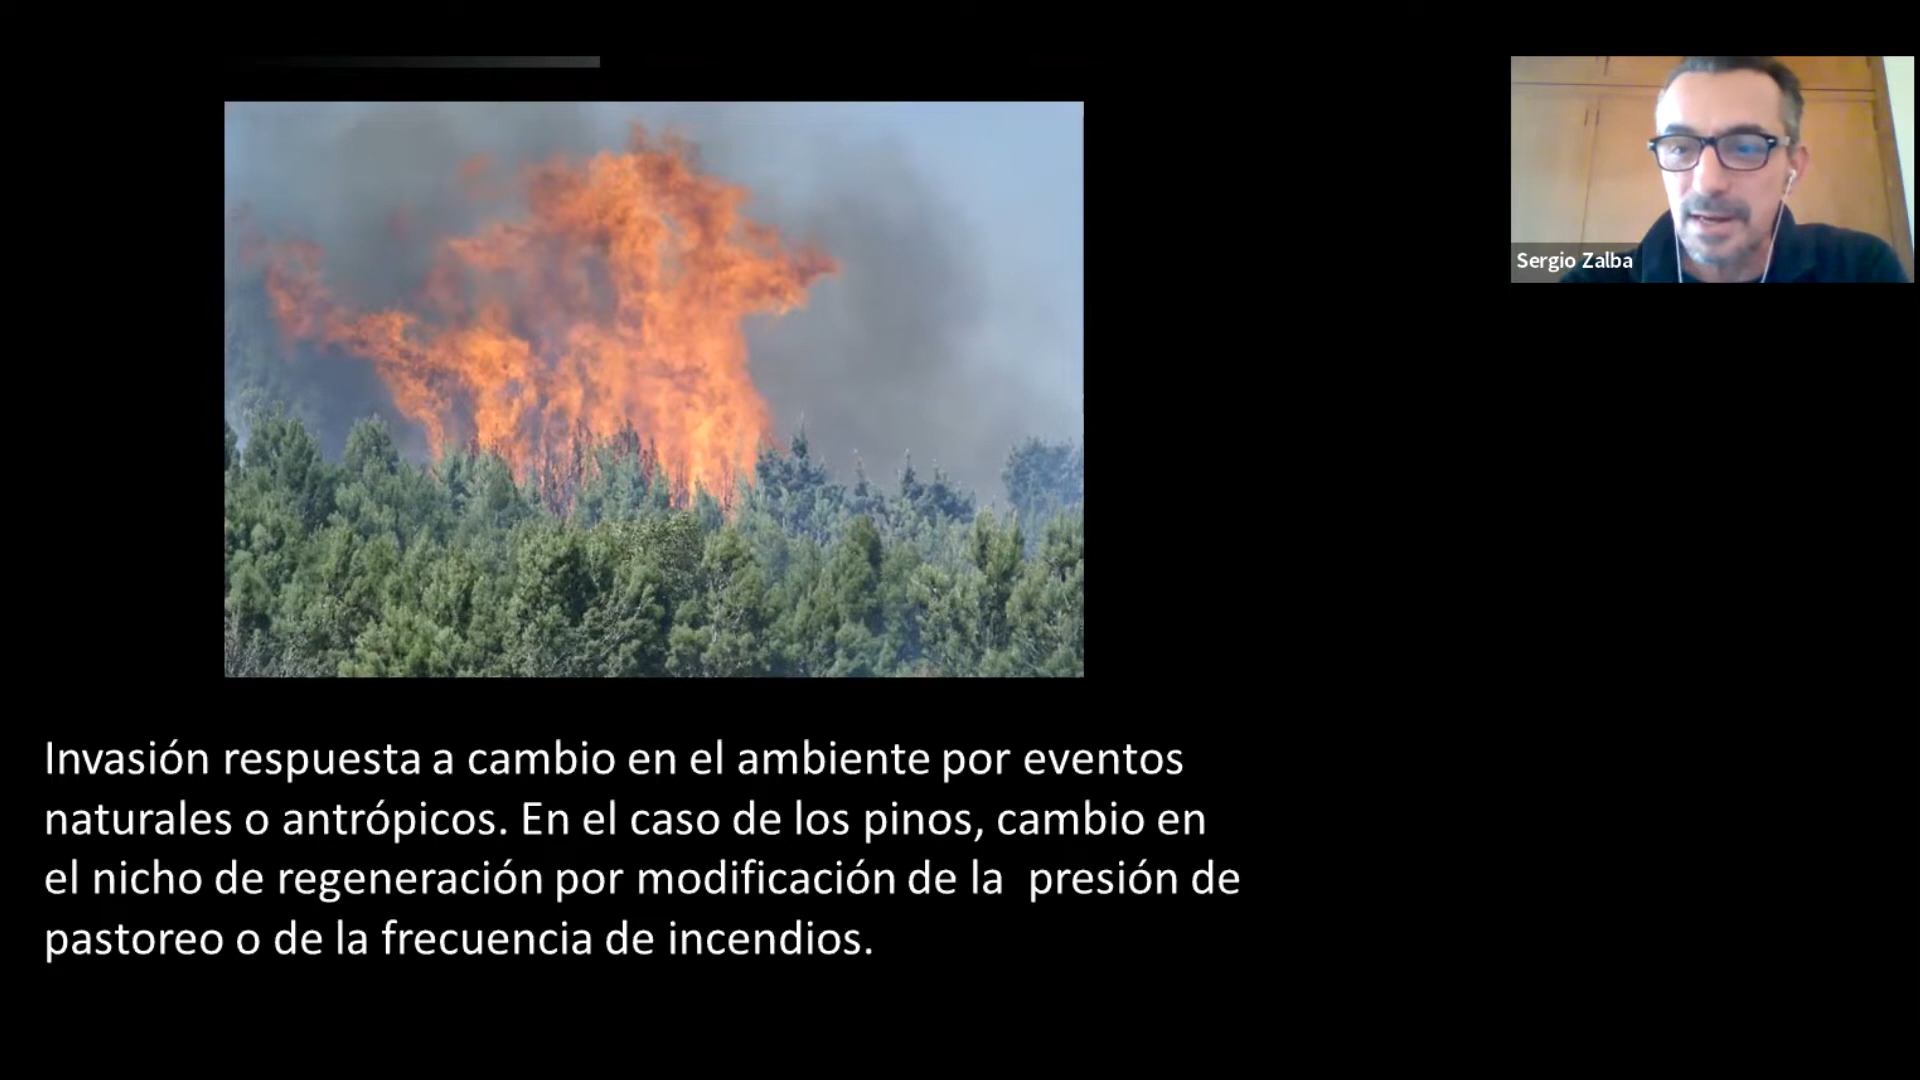 Sergio Zalba
Invasión respuesta a cambio en el ambiente por eventos
naturales o antrópicos. En el caso de los pinos, cambio en
el nicho de regeneración por modificación de la  presión de
pastoreo o de la frecuencia de incendios.